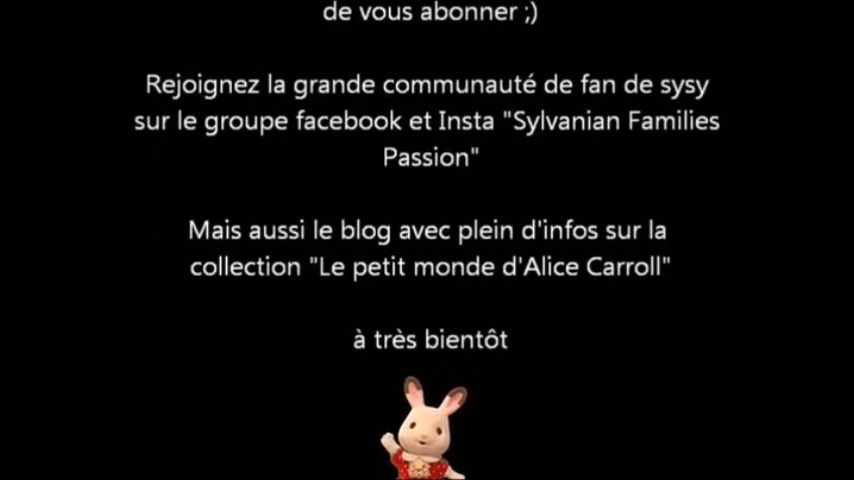 de vous abonner ;)
Rejoignez la grande communauté de fan de sysy
sur le groupe facebook et Insta "Sylvanian Families
Passion"
Mais aussi le blog avec plein d'infos sur la
collection "Le petit monde d'Alice Carroll"
à très bientôt